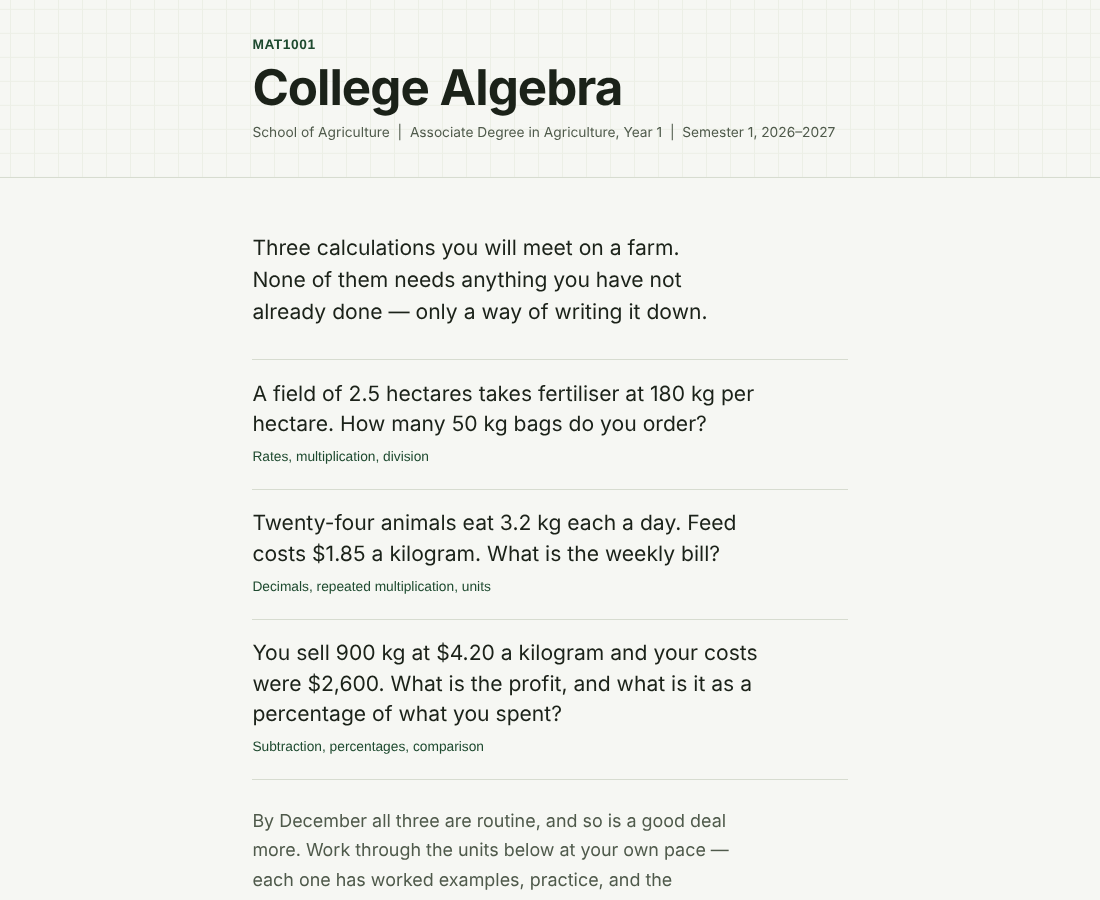 MAT1001
College Algebra
School of Agriculture | Associate Degree in Agriculture, Year 1 | Semester 1, 2026–2027
Three calculations you will meet on a farm.
None of them needs anything you have not
already done — only a way of writing it down.
A field of 2.5 hectares takes fertiliser at 180 kg per
hectare. How many 50 kg bags do you order?
Rates, multiplication, division
Twenty-four animals eat 3.2 kg each a day. Feed
costs $1.85 a kilogram. What is the weekly bill?
Decimals, repeated multiplication, units
You sell 900 kg at $4.20 a kilogram and your costs
were $2,600. What is the profit, and what is it as a
percentage of what you spent?
Subtraction, percentages, comparison
By December all three are routine, and so is a good deal
more. Work through the units below at your own pace —
each one has worked examples, practice, and the